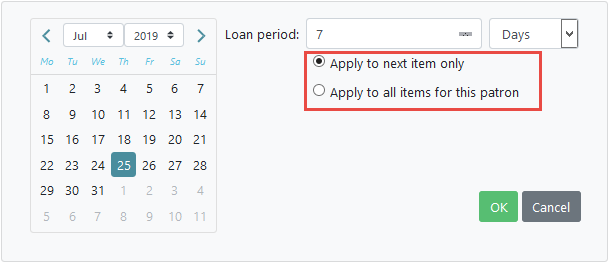 Jul 2019
Mo Tu We Th Fr Sa Su
1 2 3 4 5 6 7
8 9 10 11 12 13 14
15 16 17 18 19 20 21
22 23 24 25 26 27 28
29 30 31 1 2 3 4
5 6 7 8 9 10 11
Loan period: 7 Days
Apply to next item only
Apply to all items for this patron
OK Cancel